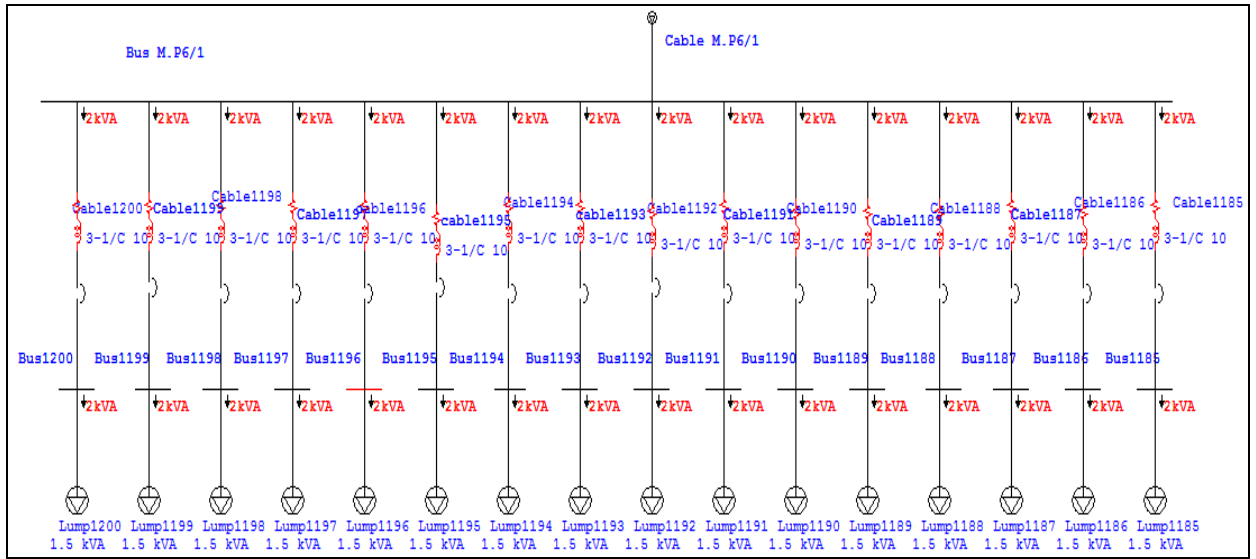 Cable M.P6/1
Bus M.P6/1
2kVA 2kVA 2kVA 2kVA 2kVA 2kVA 2kVA 2kVA 2kVA 2kVA 2kVA 2kVA 2kVA 2kVA 2kVA 2kVA
Cable1200 Cable1199 Cable1198 Cable1197 Cable1196 cable1195 Cable1194 cable1193 Cable1192 Cable1191 Cable1190 Cable1189 Cable1188 Cable1187 Cable1186 Cable1185
3-1/C 10 3-1/C 10 3-1/C 10 3-1/C 10 3-1/C 10 3-1/C 10 3-1/C 10 3-1/C 10 3-1/C 10 3-1/C 10 3-1/C 10 3-1/C 10 3-1/C 10 3-1/C 10 3-1/C 10 3-1/C 10
Bus1200 Bus1199 Bus1198 Bus1197 Bus1196 Bus1195 Bus1194 Bus1193 Bus1192 Bus1191 Bus1190 Bus1189 Bus1188 Bus1187 Bus1186 Bus1185
2kVA 2kVA 2kVA 2kVA 2kVA 2kVA 2kVA 2kVA 2kVA 2kVA 2kVA 2kVA 2kVA 2kVA 2kVA 2kVA
Lump1200 Lump1199 Lump1198 Lump1197 Lump1196 Lump1195 Lump1194 Lump1193 Lump1192 Lump1191 Lump1190 Lump1189 Lump1188 Lump1187 Lump1186 Lump1185
1.5 kVA 1.5 kVA 1.5 kVA 1.5 kVA 1.5 kVA 1.5 kVA 1.5 kVA 1.5 kVA 1.5 kVA 1.5 kVA 1.5 kVA 1.5 kVA 1.5 kVA 1.5 kVA 1.5 kVA 1.5 kVA